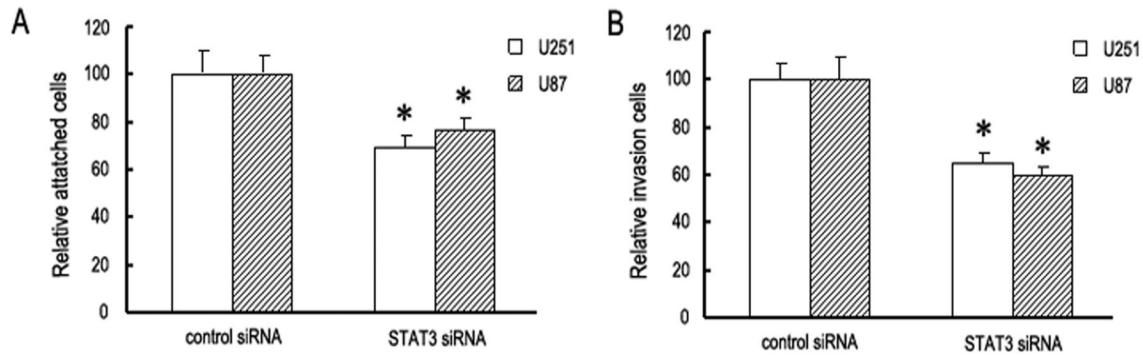 A
Relative attatched cells
120
100
80
60
40
20
0
U251
U87
*
*
control siRNA
STAT3 siRNA
B
Relative invasion cells
120
100
80
60
40
20
0
U251
U87
*
*
control siRNA
STAT3 siRNA